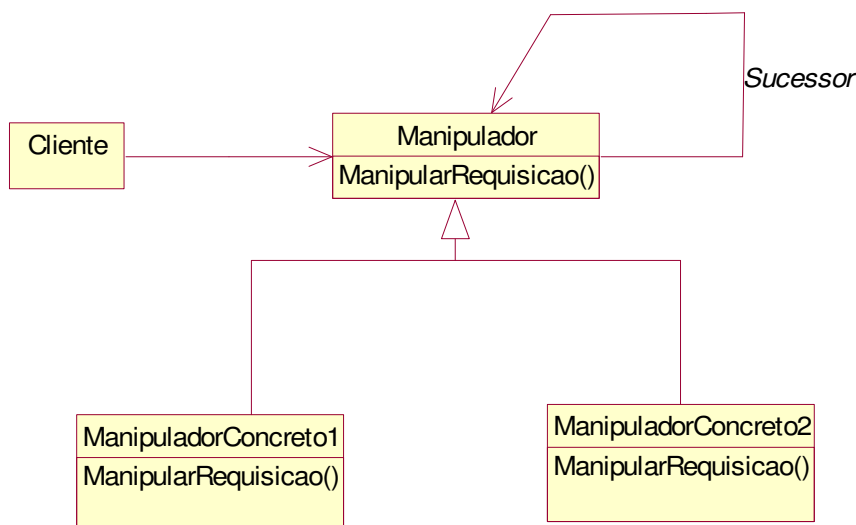 Sucessor
Manipulador
Cliente
ManipularRequisicao()
ManipuladorConcreto1
ManipularRequisicao()
ManipuladorConcreto2
ManipularRequisicao()